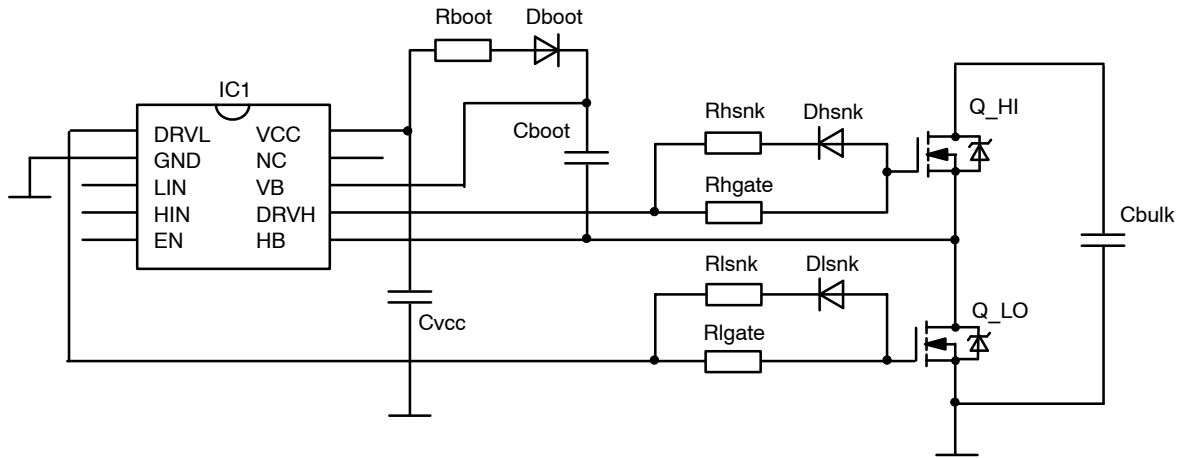 Rboot
Dboot
IC1
DRVL
VCC
GND
NC
LIN
VB
HIN
DRVH
EN
HB
Cboot
Rhsnk
Dhsnk
Rhgate
Q_HI
Cbulk
Rlsnk
Dlsnk
Rlgate
Q_LO
Cvcc